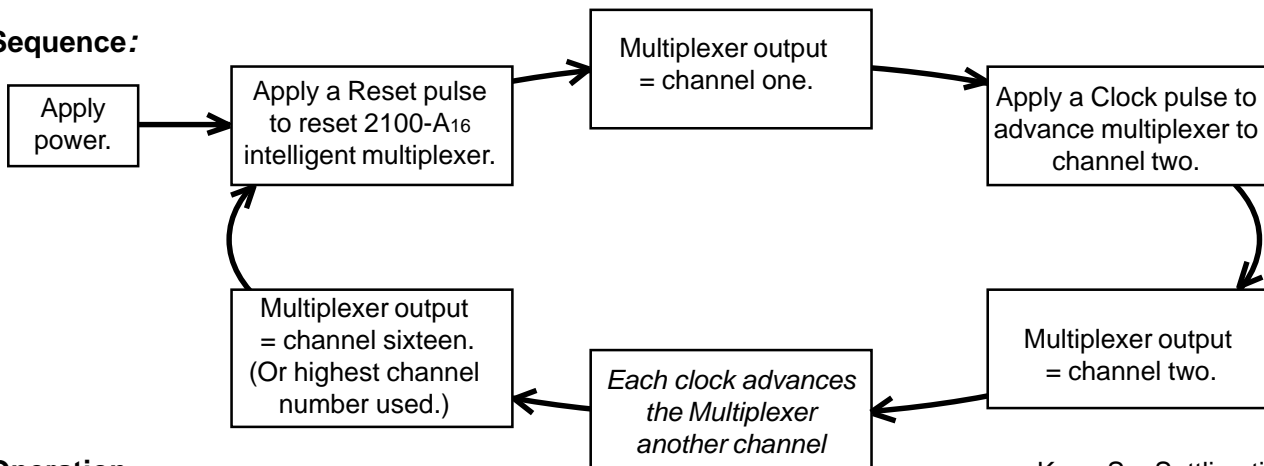 Sequence:
Apply
power.
Apply a Reset pulse
to reset 2100-A16
intelligent multiplexer.
Multiplexer output
= channel one.
Apply a Clock pulse to
advance multiplexer to
channel two.
Multiplexer output
= channel two.
Each clock advances
the Multiplexer
another channel
Multiplexer output
= channel sixteen.
(Or highest channel
number used.)